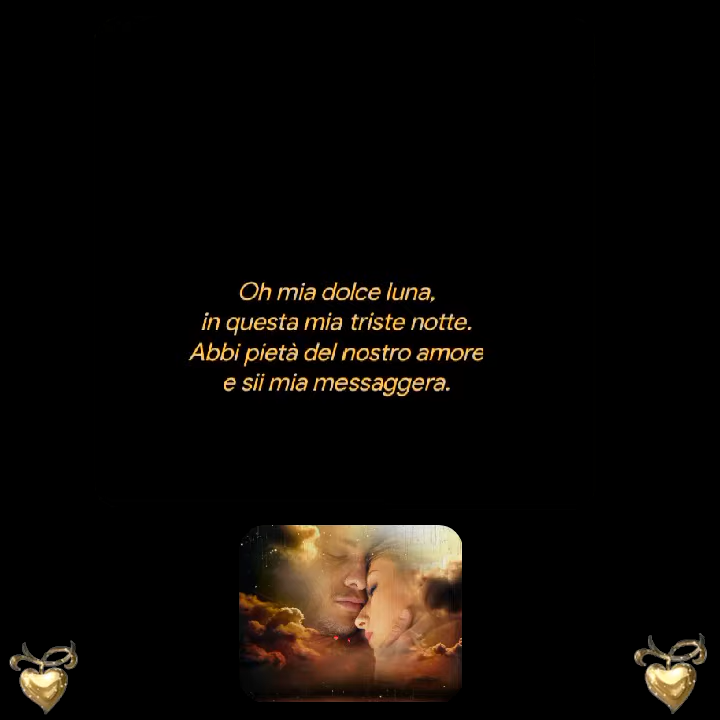 Oh mia dolce luna,
in questa mia triste notte.
Abbi pietà del nostro amore
e sii mia messaggera.